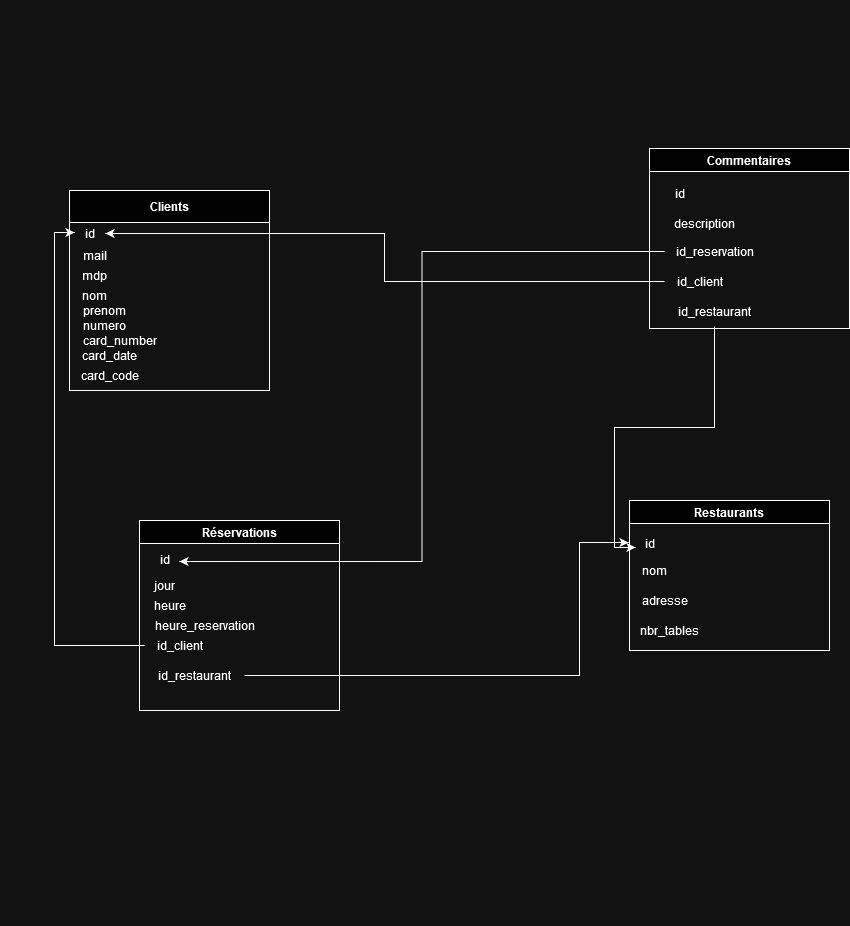 Commentaires
id
description
id_reservation
id_client
id_restaurant
Clients
id
mail
mdp
nom
prenom
numero
card_number
card_date
card_code
Réservations
id
jour
heure
heure_reservation
id_client
id_restaurant
Restaurants
id
nom
adresse
nbr_tables